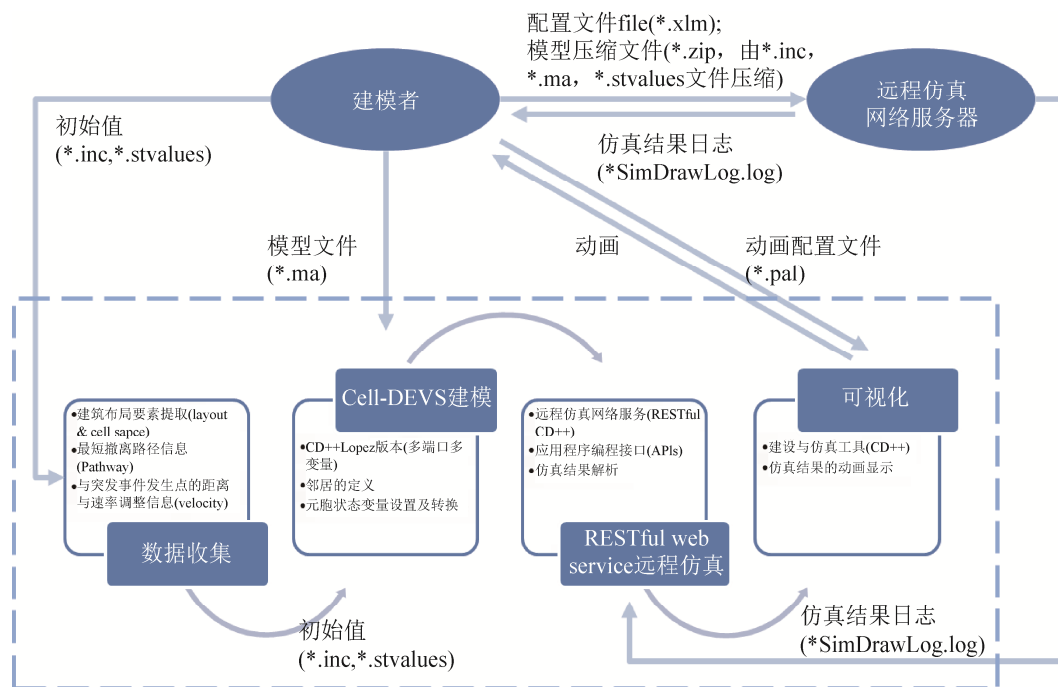 配置文件file(*.xlm);
模型压缩文件(*.zip，由*.inc，
*.ma，*.stvalues文件压缩)
建模者
远程仿真
网络服务器
初始值
(*.inc,*.stvalues)
仿真结果日志
(*SimDrawLog.log)
模型文件
(*.ma)
动画
动画配置文件
(*.pal)
Cell-DEVS建模
可视化
•建筑布局要素提取(layout
& cell sapce)
•最短撤离路径信息
(Pathway)
•与突发事件发生点的距离
与速率调整信息(velocity)
数据收集
•CD++Lopez版本(多端口多
变量)
•邻居的定义
•元胞状态变量设置及转换
•远程仿真网络服务(RESTful
CD++)
•应用程序编程接口(APIs)
•仿真结果解析
RESTful web
service远程仿真
•建设与仿真工具(CD++)
•仿真结果的动画显示
初始值
(*.inc,*.stvalues)
仿真结果日志
(*SimDrawLog.log)